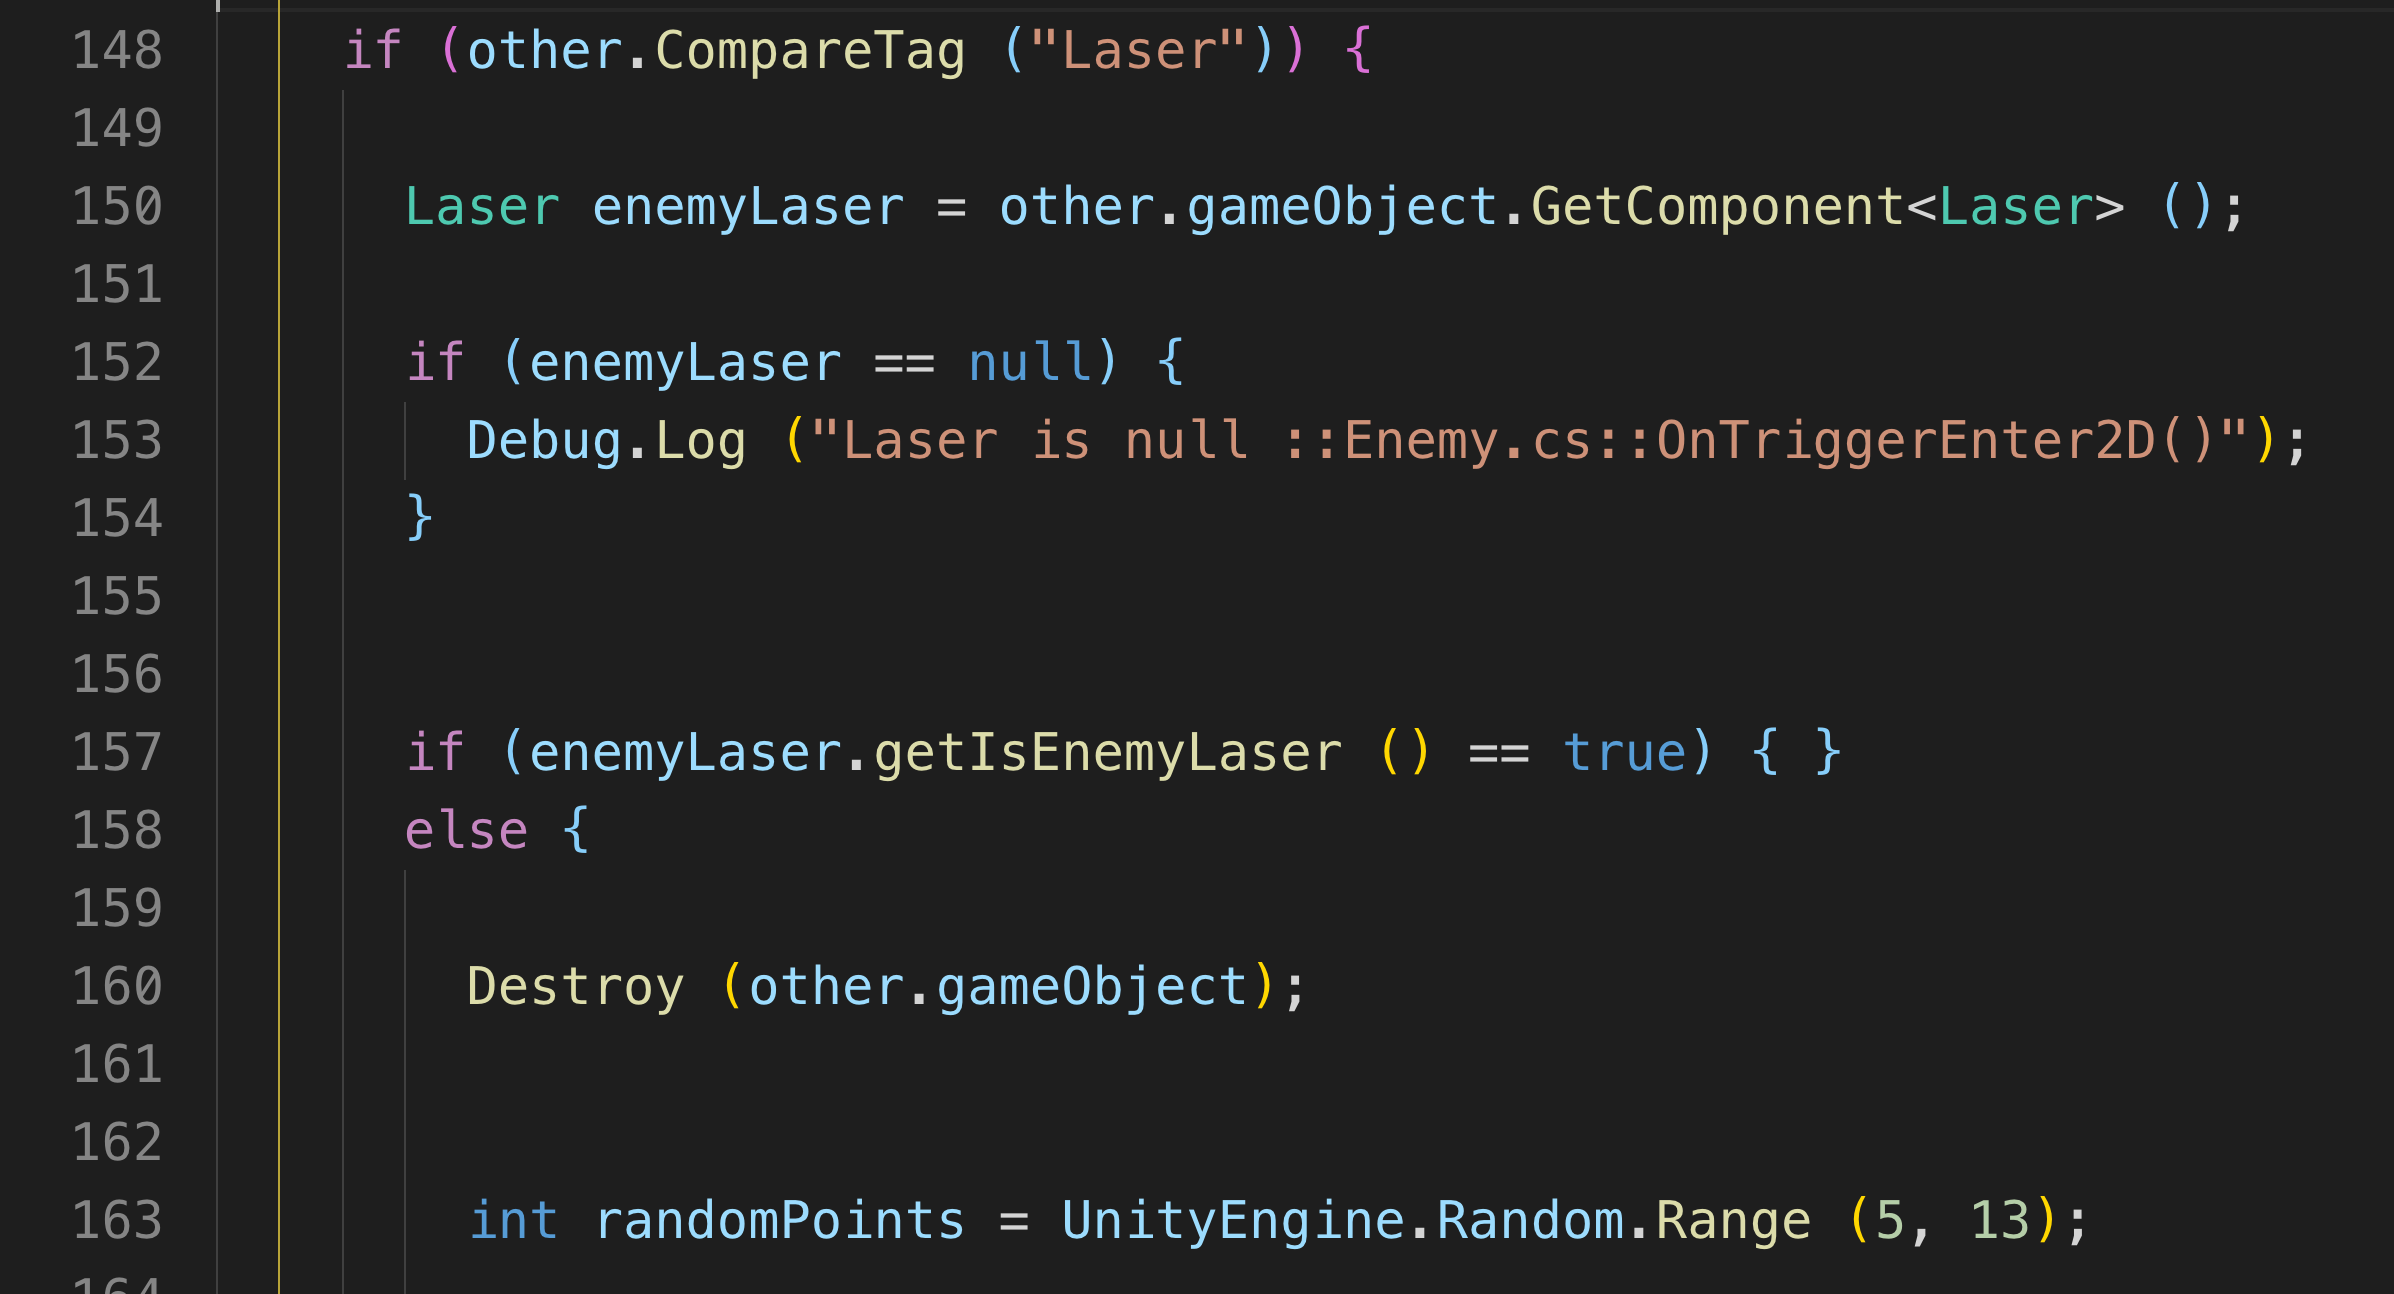 148 if (other.CompareTag ("Laser")) {
149
150 Laser enemyLaser = other.gameObject.GetComponent<Laser> ();
151
152 if (enemyLaser == null) {
153 Debug.Log ("Laser is null ::Enemy.cs::OnTriggerEnter2D()");
154 }
155
156
157 if (enemyLaser.getIsEnemyLaser () == true) { }
158 else {
159
160 Destroy (other.gameObject);
161
162
163 int randomPoints = UnityEngine.Random.Range (5, 13);
164